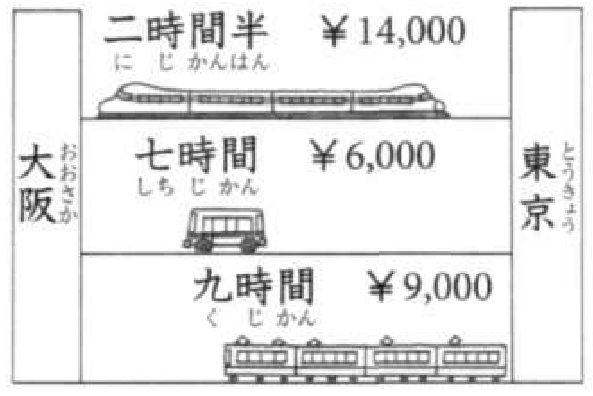 二時間半 ¥14,000
に じ かんはん
大阪
おおさか
七時間 ¥6,000
しち じ かん
東京
とうきょう
九時間 ¥9,000
く じ かん